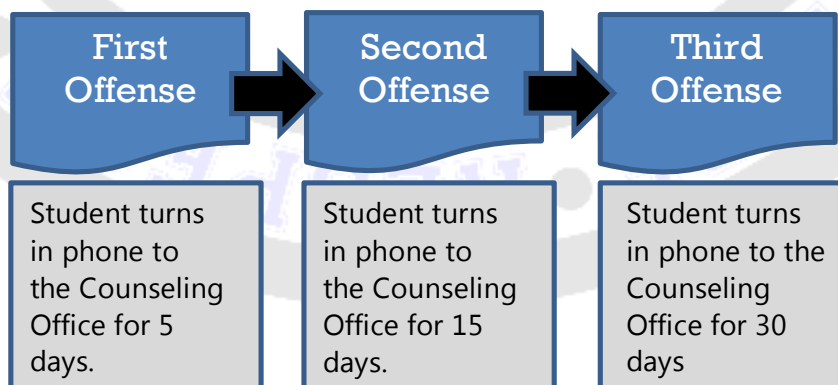 First
Offense
Second
Offense
Third
Offense
Student turns
in phone to
the Counseling
Office for 5
days.
Student turns
in phone to
the Counseling
Office for 15
days.
Student turns
in phone to the
Counseling
Office for 30
days